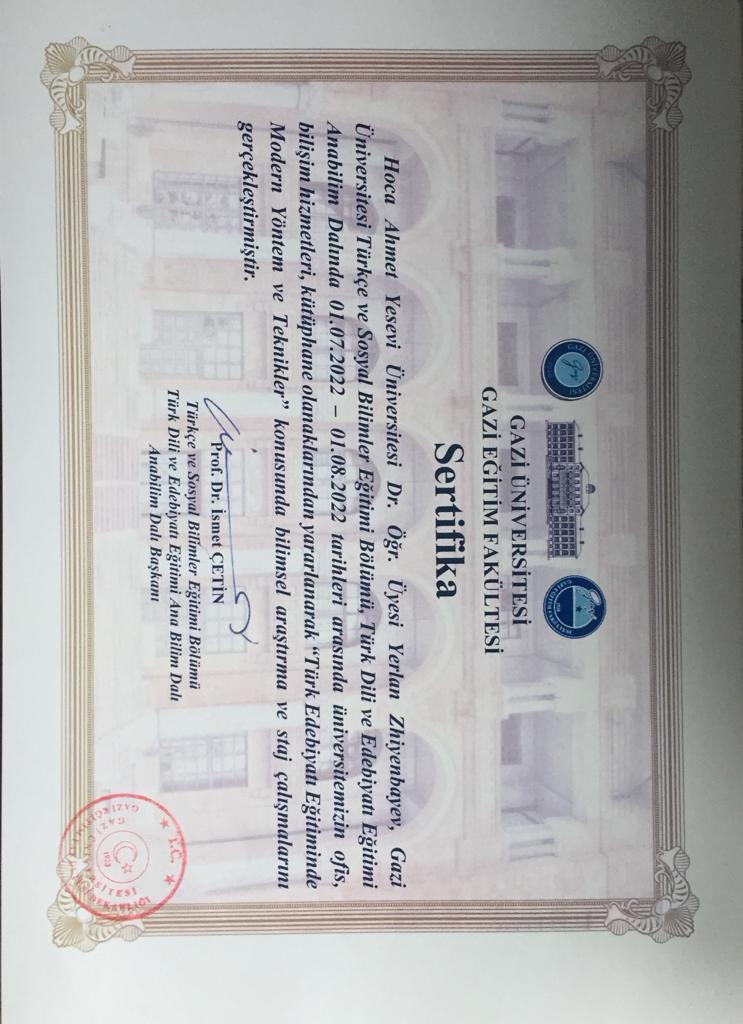 GAZİ ÜNİVERSİTESİ
GAZİ EĞİTİM FAKÜLTESİ
Sertifika
Hoca Ahmet Yesevi Üniversitesi Dr. Öğr. Üyesi Yerlan Zhiyenbayev, Gazi
Üniversitesi Türkçe ve Sosyal Bilimler Eğitimi Bölümü, Türk Dili ve Edebiyatı Eğitimi
Anabilim Dalında 01.07.2022 – 01.08.2022 tarihleri arasında üniversitemizin ofis,
bilişim hizmetleri, kütüphane olanaklarından yararlanarak “Türk Edebiyatı Eğitiminde
Modern Yöntem ve Teknikler” konusunda bilimsel araştırma ve staj çalışmalarını
gerçekleştirmiştir.
Prof. Dr. İsmet ÇETİN
Türkçe ve Sosyal Bilimler Eğitimi Bölümü
Türk Dili ve Edebiyatı Eğitimi Ana Bilim Dalı
Anabilim Dalı Başkanı
T.C.